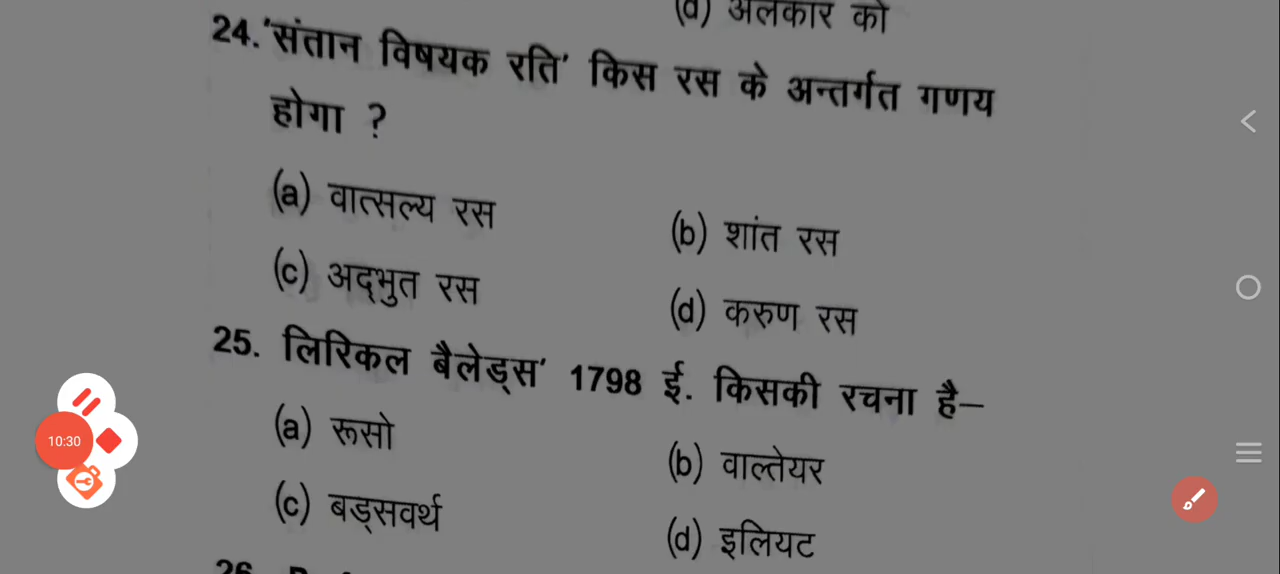 (d) अलंकार को
24. 'संतान विषयक रति' किस रस के अन्तर्गत गणय
होगा ?
(a) वात्सल्य रस (b) शांत रस
(c) अद्भुत रस (d) करुण रस
25. लिरिकल बैलेड्स' 1798 ई. किसकी रचना है–
(a) रूसो (b) वाल्तेयर
(c) बड्सवर्थ (d) इलियट
10:30